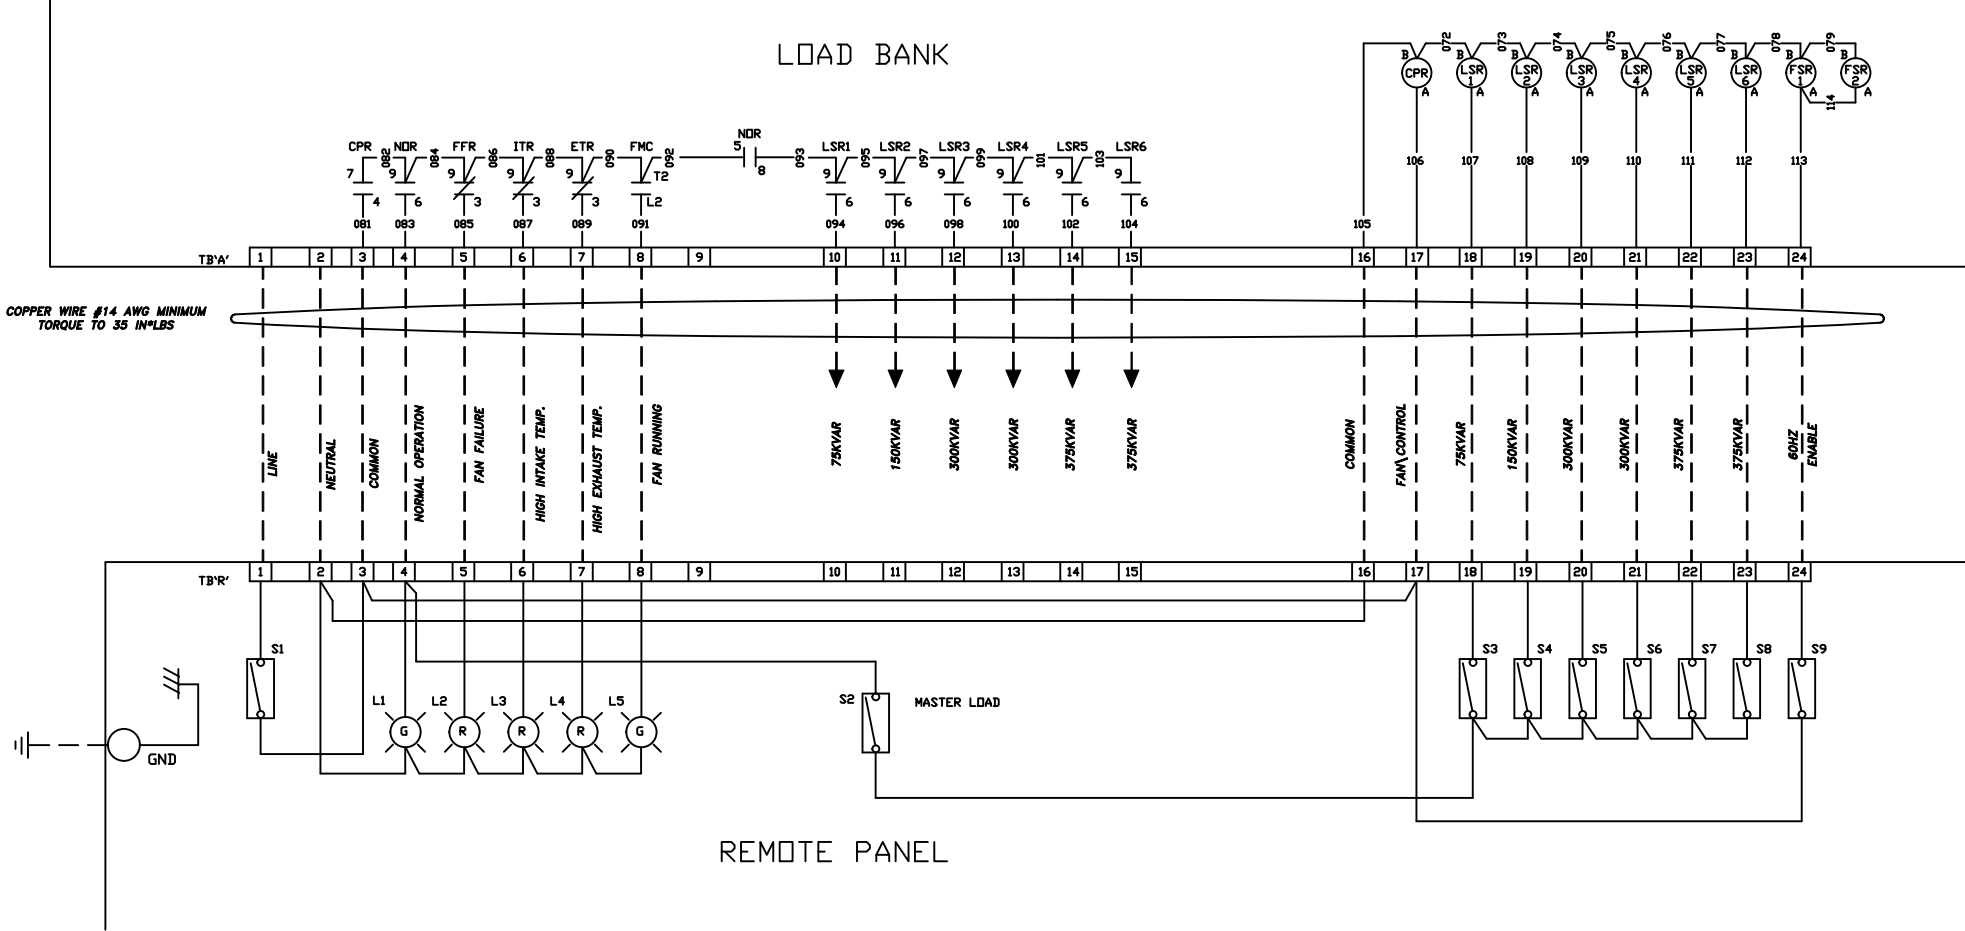 LOAD BANK
072 073 074 075 076 077 078 079
B B B B B B B B B
CPR LSR 1 LSR 2 LSR 3 LSR 4 LSR 5 LSR 6 FSR 1 FSR 2
A A A A A A A A A
114
NOR
5 8
CPR NOR FFR ITR ETR FMC LSR1 LSR2 LSR3 LSR4 LSR5 LSR6
082 084 086 088 090 092 093 095 097 099 101 103
106 107 108 109 110 111 112 113
7 9 9 9 9 T2 9 9 9 9 9 9
4 6 3 3 3 L2 6 6 6 6 6 6
081 083 085 087 089 091 094 096 098 100 102 104 105
TB'A' 1 2 3 4 5 6 7 8 9 10 11 12 13 14 15 16 17 18 19 20 21 22 23 24
COPPER WIRE #14 AWG MINIMUM
TORQUE TO 35 IN*LBS
LINE
NEUTRAL
COMMON
NORMAL OPERATION
FAN FAILURE
HIGH INTAKE TEMP.
HIGH EXHAUST TEMP.
FAN RUNNING
75KVAR
150KVAR
300KVAR
300KVAR
375KVAR
375KVAR
COMMON
FAN\CONTROL
75KVAR
150KVAR
300KVAR
300KVAR
375KVAR
375KVAR
60HZ
ENABLE
TB'R' 1 2 3 4 5 6 7 8 9 10 11 12 13 14 15 16 17 18 19 20 21 22 23 24
S1 S3 S4 S5 S6 S7 S8 S9
L1 L2 L3 L4 L5 S2 MASTER LOAD
G R R R G
GND
REMOTE PANEL